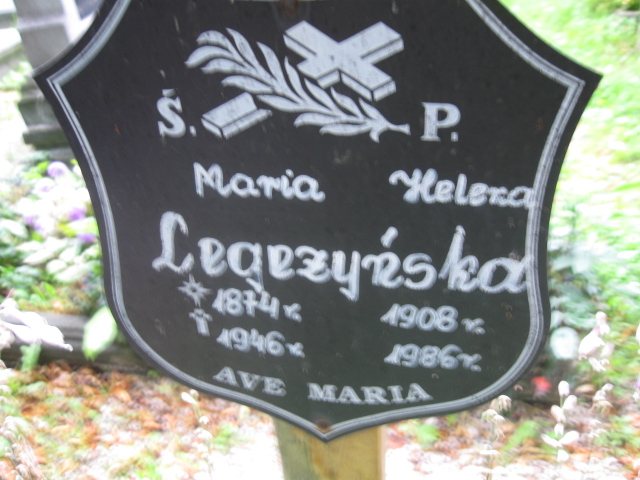 Ś. P.
Maria Helena
Legeżyńska
1874 r. 1908 r.
1946 r. 1986 r.
AVE MARIA